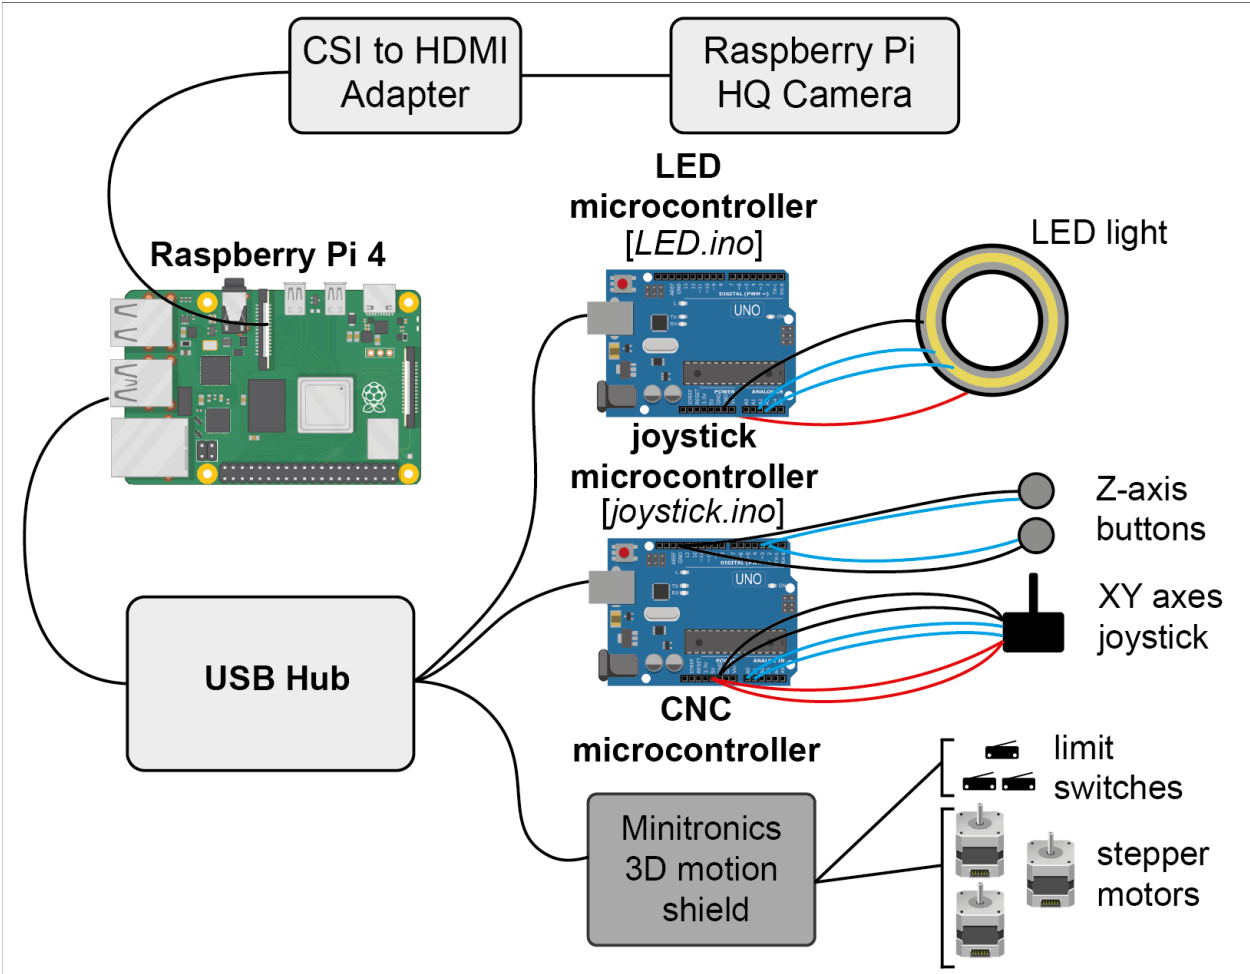 CSI to HDMI
Adapter
Raspberry Pi
HQ Camera
LED
microcontroller
[LED.ino]
LED light
Raspberry Pi 4
UNO
joystick
microcontroller
[joystick.ino]
Z-axis
buttons
UNO
XY axes
joystick
USB Hub
CNC
microcontroller
limit
switches
Minitronics
3D motion
shield
stepper
motors